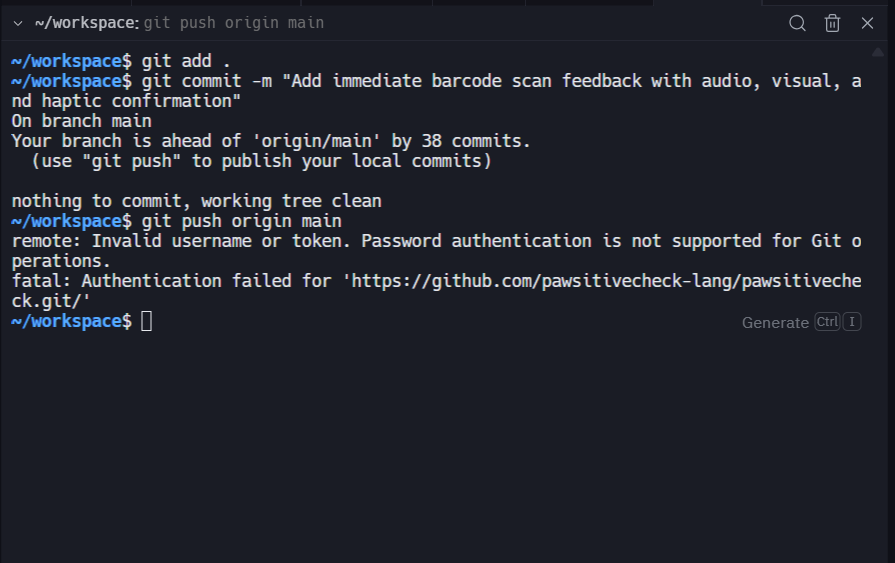 ~/workspace: git push origin main
~/workspace$ git add .
~/workspace$ git commit -m "Add immediate barcode scan feedback with audio, visual, a
nd haptic confirmation"
On branch main
Your branch is ahead of 'origin/main' by 38 commits.
  (use "git push" to publish your local commits)

nothing to commit, working tree clean
~/workspace$ git push origin main
remote: Invalid username or token. Password authentication is not supported for Git o
perations.
fatal: Authentication failed for 'https://github.com/pawsitivecheck-lang/pawsitiveche
ck.git/'
~/workspace$
Generate Ctrl I